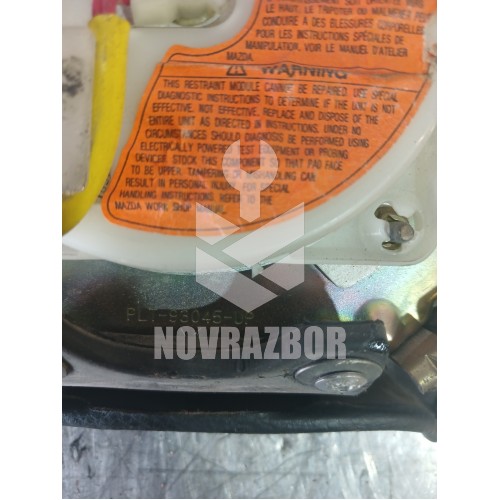 LE HAUT. LE TRIPOTER OU MALMENER PEUT
CONDUIRE A DES BLESSURES CORPORELLES
POUR LES INSTRUCTIONS SPÉCIALES DE
MANIPULATION, VOIR LE MANUEL D'ATELIER
MAZDA.
WARNING
THIS RESTRAINT MODULE CANNOT BE REPAIRED USE SPECIAL
DIAGNOSTIC INSTRUCTIONS TO DETERMINE IF THE UNIT IS NOT
EFFECTIVE. NOT EFFECTIVE, REPLACE AND DISPOSE OF THE
ENTIRE UNIT AS DIRECTED IN INSTRUCTIONS. UNDER NO
CIRCUMSTANCES SHOULD DIAGNOSIS BE PERFORMED USING
ELECTRICALLY POWERED TEST EQUIPMENT OR PROBING
DEVICES STOCK THIS COMPONENT SO THAT PAD FACE
TO BE UPPER. TAMPERING OR MISHANDLING CAN
RESULT IN PERSONAL INJURY. FOR SPECIAL
HANDLING INSTRUCTIONS, REFER TO THE
MAZDA WORK SHOP MANUAL.
NOVRAZBOR